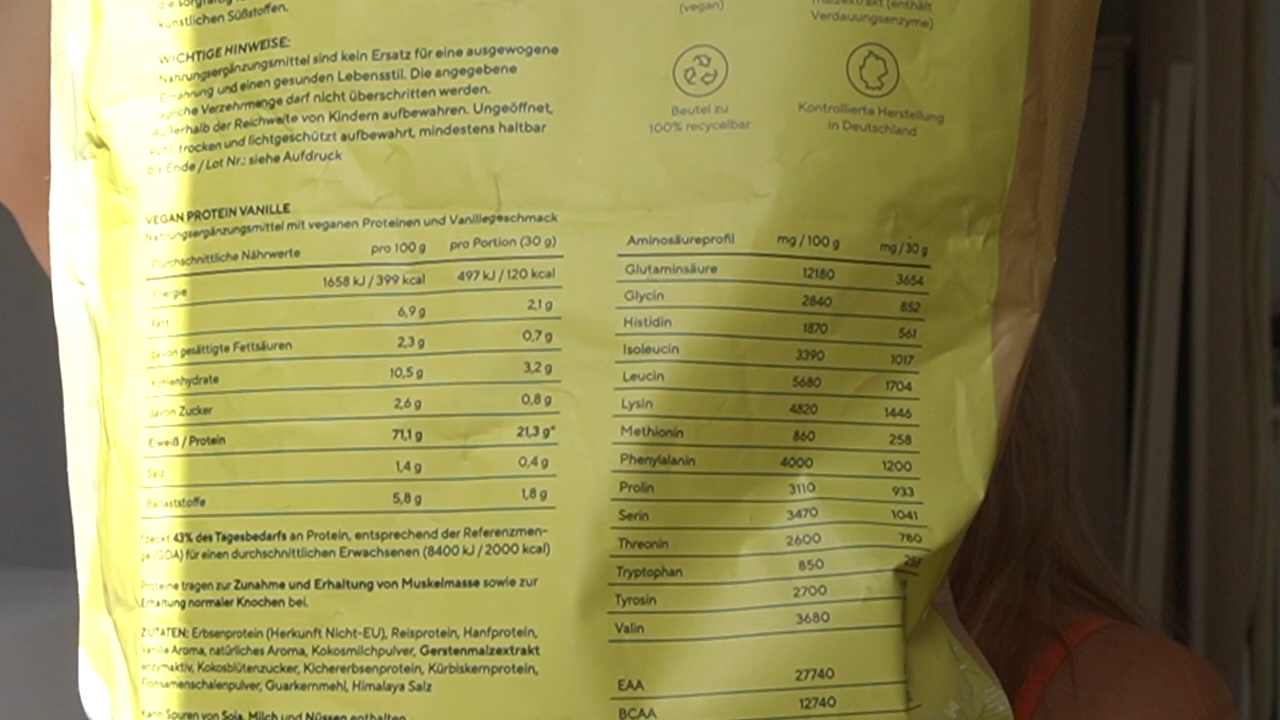 künstlichen Süßstoffen.
WICHTIGE HINWEISE:
Nahrungsergänzungsmittel sind kein Ersatz für eine ausgewogene
Ernährung und einen gesunden Lebensstil. Die angegebene
Verzehrmenge darf nicht überschritten werden.
der Reichweite von Kindern aufbewahren. Ungeöffnet,
trocken und lichtgeschützt aufbewahrt, mindestens haltbar
Ende / Lot Nr.: siehe Aufdruck
(vegan)
(enthält
Verdauungsenzyme)
Beutel zu
100% recycelbar
Kontrollierte Herstellung
in Deutschland
VEGAN PROTEIN VANILLE
Nahrungsergänzungsmittel mit veganen Proteinen und Vanillegeschmack
Durchschnittliche Nährwerte pro 100 g pro Portion (30 g)
Energie 1658 kJ / 399 kcal 497 kJ / 120 kcal
Fett 6,9 g 2,1 g
davon gesättigte Fettsäuren 2,3 g 0,7 g
Kohlenhydrate 10,5 g 3,2 g
davon Zucker 2,6 g 0,8 g
Eiweiß / Protein 71,1 g 21,3 g*
Salz 1,4 g 0,4 g
Ballaststoffe 5,8 g 1,8 g
*deckt 43% des Tagesbedarfs an Protein, entsprechend der Referenzmen-
ge (GDA) für einen durchschnittlichen Erwachsenen (8400 kJ / 2000 kcal)
Proteine tragen zur Zunahme und Erhaltung von Muskelmasse sowie zur
Erhaltung normaler Knochen bei.
ZUTATEN: Erbsenprotein (Herkunft Nicht-EU), Reisprotein, Hanfprotein,
Vanille Aroma, natürliches Aroma, Kokosmilchpulver, Gerstenmalzextrakt
enzymaktiv, Kokosblütenzucker, Kichererbsenprotein, Kürbiskernprotein,
Flohsamenschalenpulver, Guarkernmehl, Himalaya Salz
Kann Spuren von Soja, Milch und Nüssen enthalten.
Aminosäureprofil mg / 100 g mg / 30 g
Glutaminsäure 12180 3654
Glycin 2840 852
Histidin 1870 561
Isoleucin 3390 1017
Leucin 5680 1704
Lysin 4820 1446
Methionin 860 258
Phenylalanin 4000 1200
Prolin 3110 933
Serin 3470 1041
Threonin 2600 780
Tryptophan 850
Tyrosin 2700
Valin 3680
EAA 27740
BCAA 12740